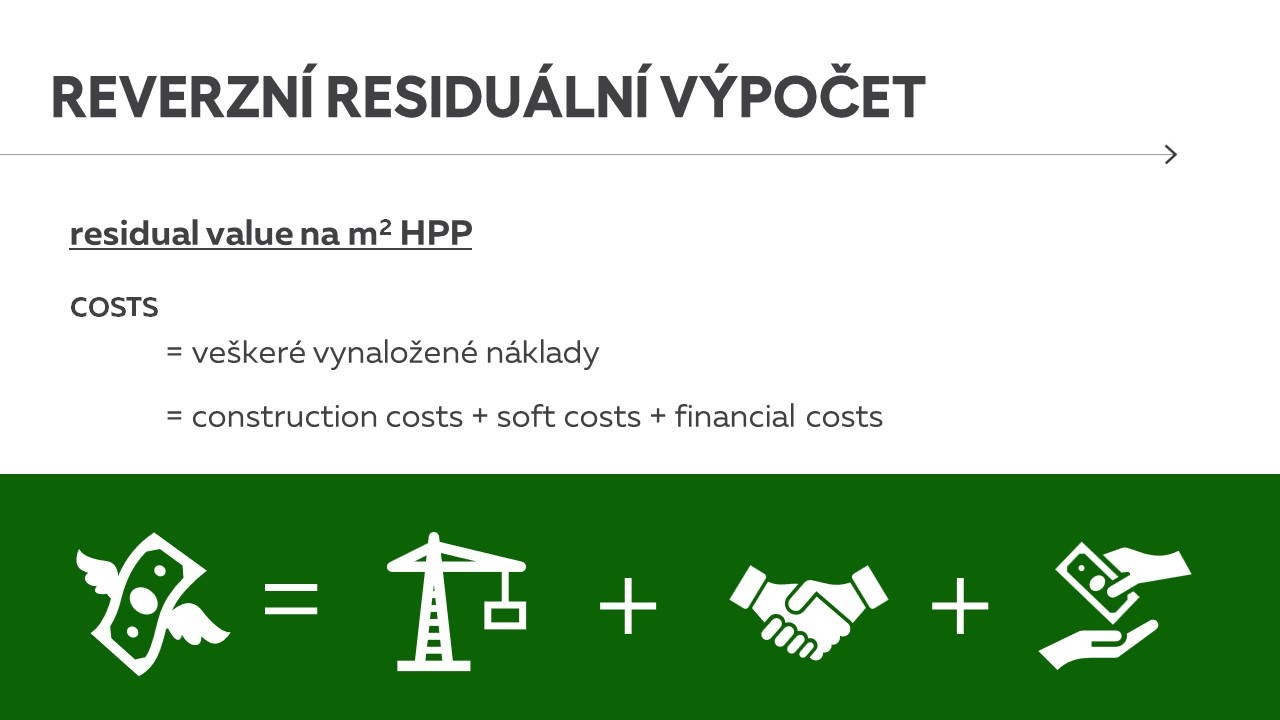 REVERZNÍ RESIDUÁLNÍ VÝPOČET
residual value na m² HPP
COSTS
= veškeré vynaložené náklady
= construction costs + soft costs + financial costs
= + +